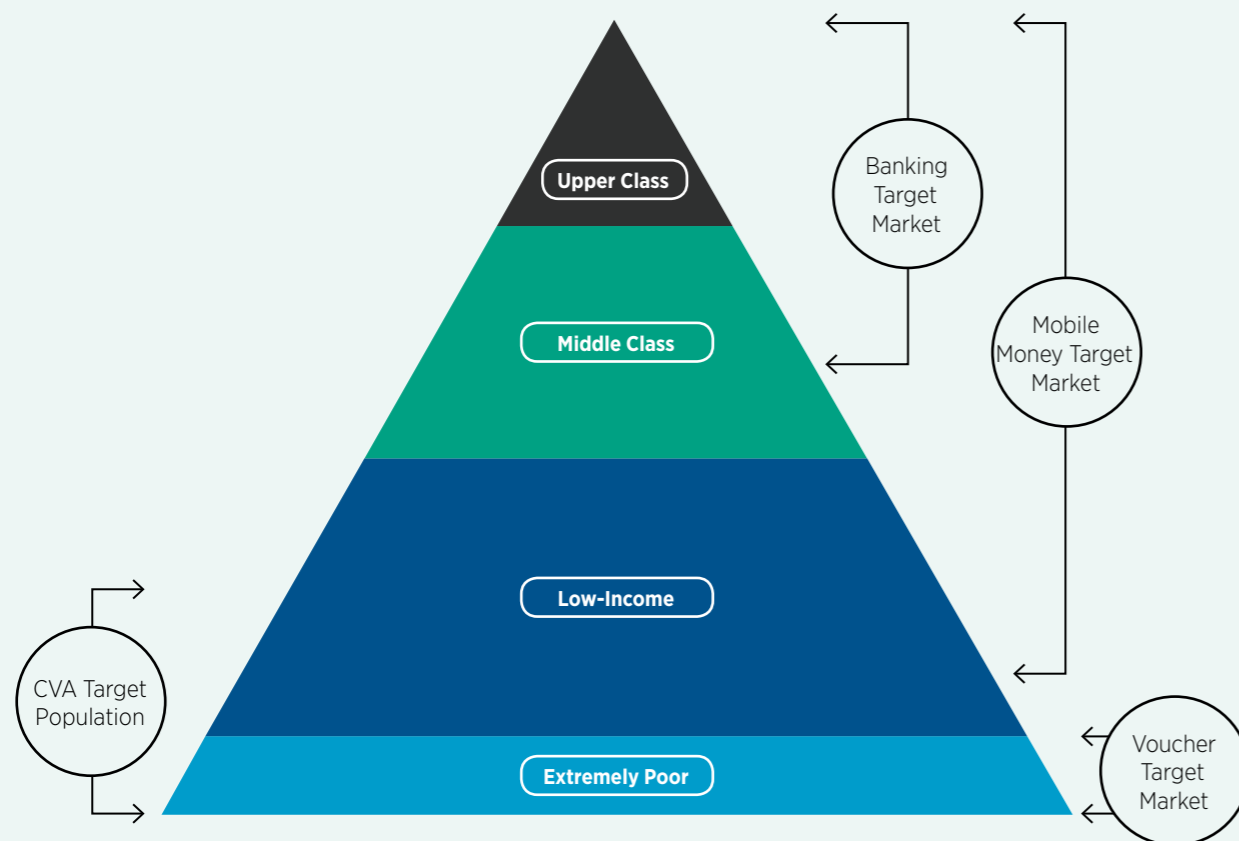 Upper Class
Banking
Target
Market
Middle Class
Mobile
Money Target
Market
Low-Income
CVA Target
Population
Extremely Poor
Voucher
Target
Market